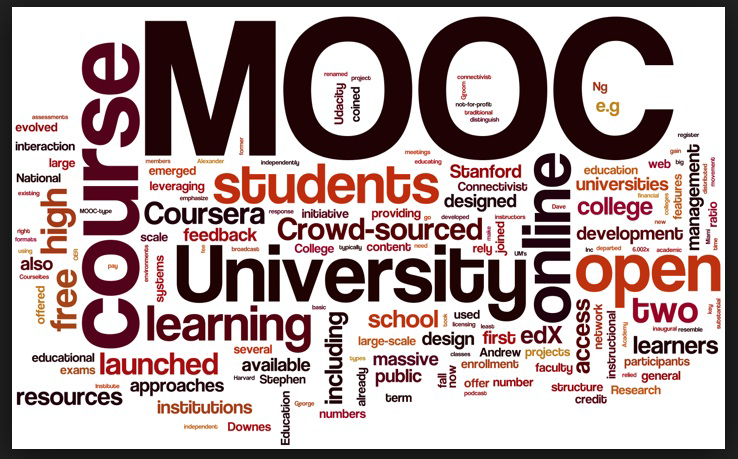 MOOC
renamed
project
Udacity
coined
connectivist
Groom
not-for-profit
traditional
distinguish
Ng
e.g
course
assessments
evolved
interaction
large
National
existing
high
MOOC-type
right
formats
using
also
OER
Courseites
offered
free
pay
members
Alexander
former
independently
meetings
educating
emerged
leveraging
emphasize
students
Stanford
Connectivist
designed
Coursera
response
initiative
providing
go
developed
instructors
scale
feedback
Crowd-sourced
make
joined
online
Dave
environments
systems
fee
broadcast
College
typically
content
need
rely
UM's
University
register
education
web
gain
big
universities
financial
features
management
distributed
movement
college
new
colleges
ratio
development
Miami
time
Inc
departed
6.002x
academic
open
learning
basic
school
book
used
licensing
least
two
key
substantial
inaugural
resemble
access
network
instructional
Academy
learners
large-scale
design
first
edX
several
including
educational
launched
available
types
massive
classes
Andrew
projects
participants
exams
enrollment
faculty
relied
general
Institute
approaches
Harvard
Stephen
already
public
fall
now
offer
number
podcast
structure
Research
credit
resources
institutions
Education
George
numbers
term
independent
Downes